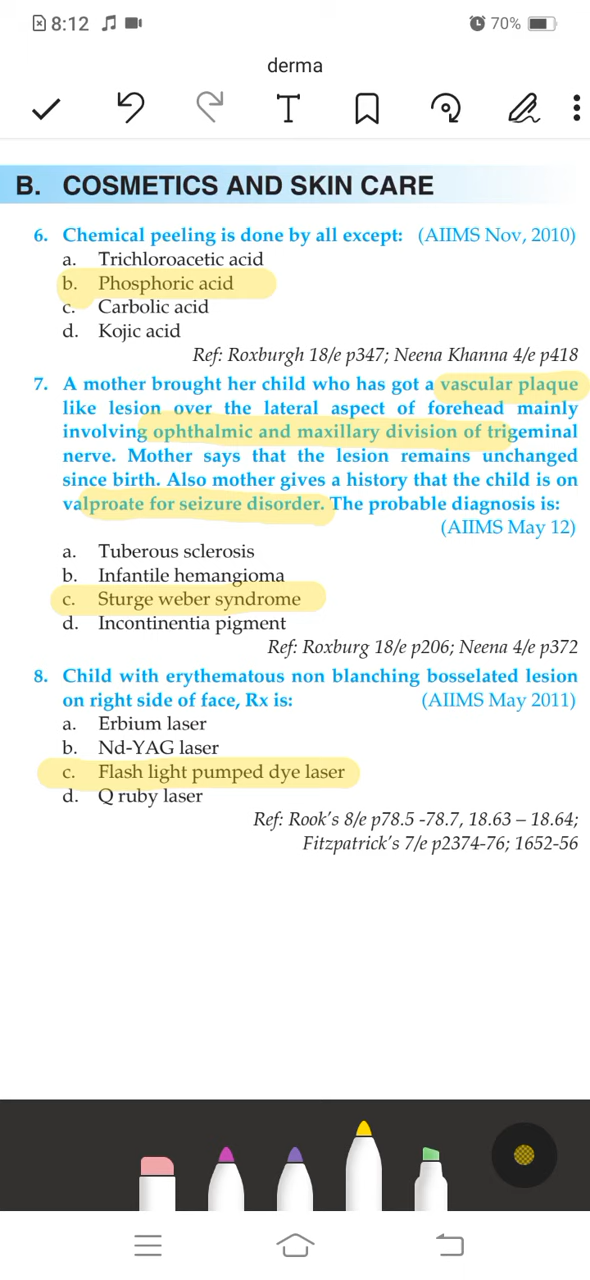 8:12
70%
derma
B. COSMETICS AND SKIN CARE
6. Chemical peeling is done by all except: (AIIMS Nov, 2010)
a. Trichloroacetic acid
b. Phosphoric acid
c. Carbolic acid
d. Kojic acid
Ref: Roxburgh 18/e p347; Neena Khanna 4/e p418
7. A mother brought her child who has got a vascular plaque
like lesion over the lateral aspect of forehead mainly
involving ophthalmic and maxillary division of trigeminal
nerve. Mother says that the lesion remains unchanged
since birth. Also mother gives a history that the child is on
valproate for seizure disorder. The probable diagnosis is:
(AIIMS May 12)
a. Tuberous sclerosis
b. Infantile hemangioma
c. Sturge weber syndrome
d. Incontinentia pigment
Ref: Roxburg 18/e p206; Neena 4/e p372
8. Child with erythematous non blanching bosselated lesion
on right side of face, Rx is: (AIIMS May 2011)
a. Erbium laser
b. Nd-YAG laser
c. Flash light pumped dye laser
d. Q ruby laser
Ref: Rook's 8/e p78.5 -78.7, 18.63 – 18.64;
Fitzpatrick's 7/e p2374-76; 1652-56